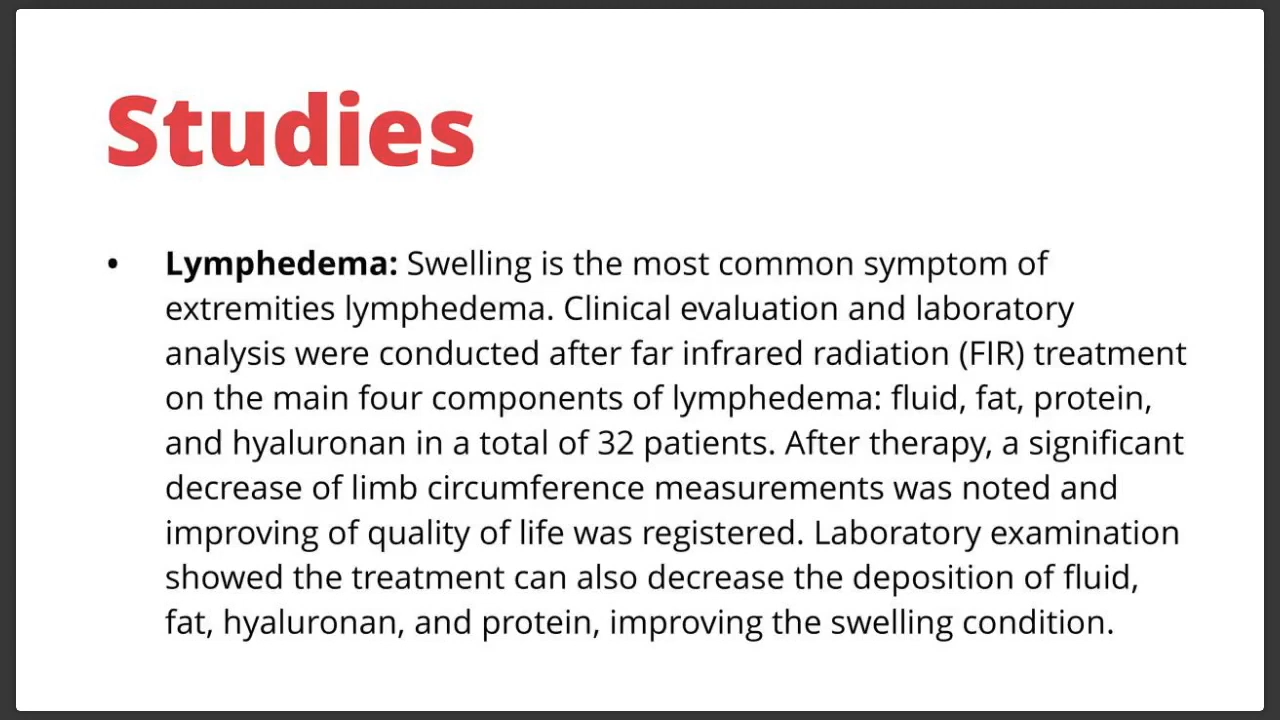 Studies
• Lymphedema: Swelling is the most common symptom of
extremities lymphedema. Clinical evaluation and laboratory
analysis were conducted after far infrared radiation (FIR) treatment
on the main four components of lymphedema: fluid, fat, protein,
and hyaluronan in a total of 32 patients. After therapy, a significant
decrease of limb circumference measurements was noted and
improving of quality of life was registered. Laboratory examination
showed the treatment can also decrease the deposition of fluid,
fat, hyaluronan, and protein, improving the swelling condition.